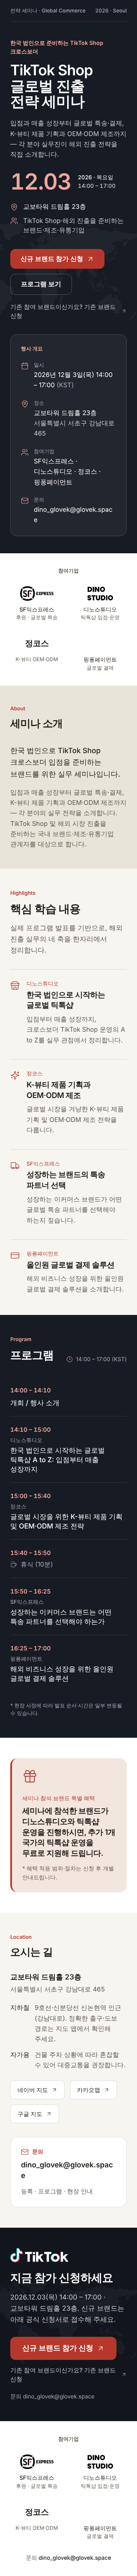 전략 세미나 · Global Commerce
2026 · Seoul
한국 법인으로 준비하는 TikTok Shop
크로스보더
TikTok Shop
글로벌 진출
전략 세미나
입점과 매출 성장부터 글로벌 특송·결제,
K-뷰티 제품 기획과 OEM·ODM 제조까지
— 각 분야 실무진이 해외 진출 전략을
직접 소개합니다.
12.03
2026 · 목요일
14:00 – 17:00
교보타워 드림홀 23층
TikTok Shop·해외 진출을 준비하는
브랜드·제조·유통기업
신규 브랜드 참가 신청
프로그램 보기
기존 참여 브랜드이신가요? 기존 브랜드
신청
행사 개요
일시
2026년 12월 3일(목) 14:00
– 17:00 (KST)
장소
교보타워 드림홀 23층
서울특별시 서초구 강남대로
465
참여기업
SF익스프레스 ·
디노스튜디오 · 정코스 ·
핑퐁페이먼트
문의
dino_glovek@glovek.spac
e
참여기업
SF EXPRESS
SF익스프레스
후원 · 글로벌 특송
DINO
STUDIO
디노스튜디오
틱톡샵 입점·운영
정코스
K-뷰티 OEM·ODM
핑퐁페이먼트
글로벌 결제
About
세미나 소개
한국 법인으로 TikTok Shop
크로스보더 입점을 준비하는
브랜드를 위한 실무 세미나입니다.
입점과 매출 성장부터 글로벌 특송·결제,
K-뷰티 제품 기획과 OEM·ODM 제조까지
— 각 분야의 실무 전략을 소개합니다.
TikTok Shop 및 해외 시장 진출을
준비하는 국내 브랜드·제조·유통기업
관계자를 대상으로 합니다.
Highlights
핵심 학습 내용
실제 프로그램 발표를 기반으로, 해외
진출 실무의 네 축을 한자리에서
정리합니다.
디노스튜디오
한국 법인으로 시작하는
글로벌 틱톡샵
입점부터 매출 성장까지,
크로스보더 TikTok Shop 운영의 A
to Z를 실무 관점에서 정리합니다.
정코스
K-뷰티 제품 기획과
OEM·ODM 제조
글로벌 시장을 겨냥한 K-뷰티 제품
기획 및 OEM·ODM 제조 전략을
다룹니다.
SF익스프레스
성장하는 브랜드의 특송
파트너 선택
성장하는 이커머스 브랜드가 어떤
글로벌 특송 파트너를 선택해야
하는지 짚습니다.
핑퐁페이먼트
올인원 글로벌 결제 솔루션
해외 비즈니스 성장을 위한 올인원
글로벌 결제 솔루션을 소개합니다.
Program
프로그램
14:00 – 17:00 (KST)
14:00 – 14:10
개회 / 행사 소개
14:10 – 15:00
디노스튜디오
한국 법인으로 시작하는 글로벌
틱톡샵 A to Z: 입점부터 매출
성장까지
15:00 – 15:40
정코스
글로벌 시장을 위한 K-뷰티 제품 기획
및 OEM·ODM 제조 전략
15:40 – 15:50
휴식 (10분)
15:50 – 16:25
SF익스프레스
성장하는 이커머스 브랜드는 어떤
특송 파트너를 선택해야 하는가
16:25 – 17:00
핑퐁페이먼트
해외 비즈니스 성장을 위한 올인원
글로벌 결제 솔루션
* 현장 사정에 따라 발표 순서·시간은 일부 변동될
수 있습니다.
세미나 참석 브랜드 특별 혜택
세미나에 참석한 브랜드가
디노스튜디오와 틱톡샵
운영을 진행하시면, 추가 1개
국가의 틱톡샵 운영을
무료로 지원해 드립니다.
* 혜택 적용 범위·절차는 신청 후 개별
안내드립니다.
Location
오시는 길
교보타워 드림홀 23층
서울특별시 서초구 강남대로 465
지하철 9호선·신분당선 신논현역 인근
(강남대로). 정확한 출구·도보
경로는 지도 앱에서 확인해
주세요.
자가용 건물 주차 상황에 따라 혼잡할
수 있어 대중교통을 권장합니다.
네이버 지도
카카오맵
구글 지도
문의
dino_glovek@glovek.spac
e
등록 · 프로그램 · 현장 안내
TikTok
지금 참가 신청하세요
2026.12.03(목) 14:00 – 17:00 ·
교보타워 드림홀 23층. 신규 브랜드는
아래 공식 신청서로 접수해 주세요.
신규 브랜드 참가 신청
기존 참여 브랜드이신가요? 기존 브랜드
신청
문의 dino_glovek@glovek.space
참여기업
SF EXPRESS
SF익스프레스
후원 · 글로벌 특송
DINO
STUDIO
디노스튜디오
틱톡샵 입점·운영
정코스
K-뷰티 OEM·ODM
핑퐁페이먼트
글로벌 결제
문의 dino_glovek@glovek.space